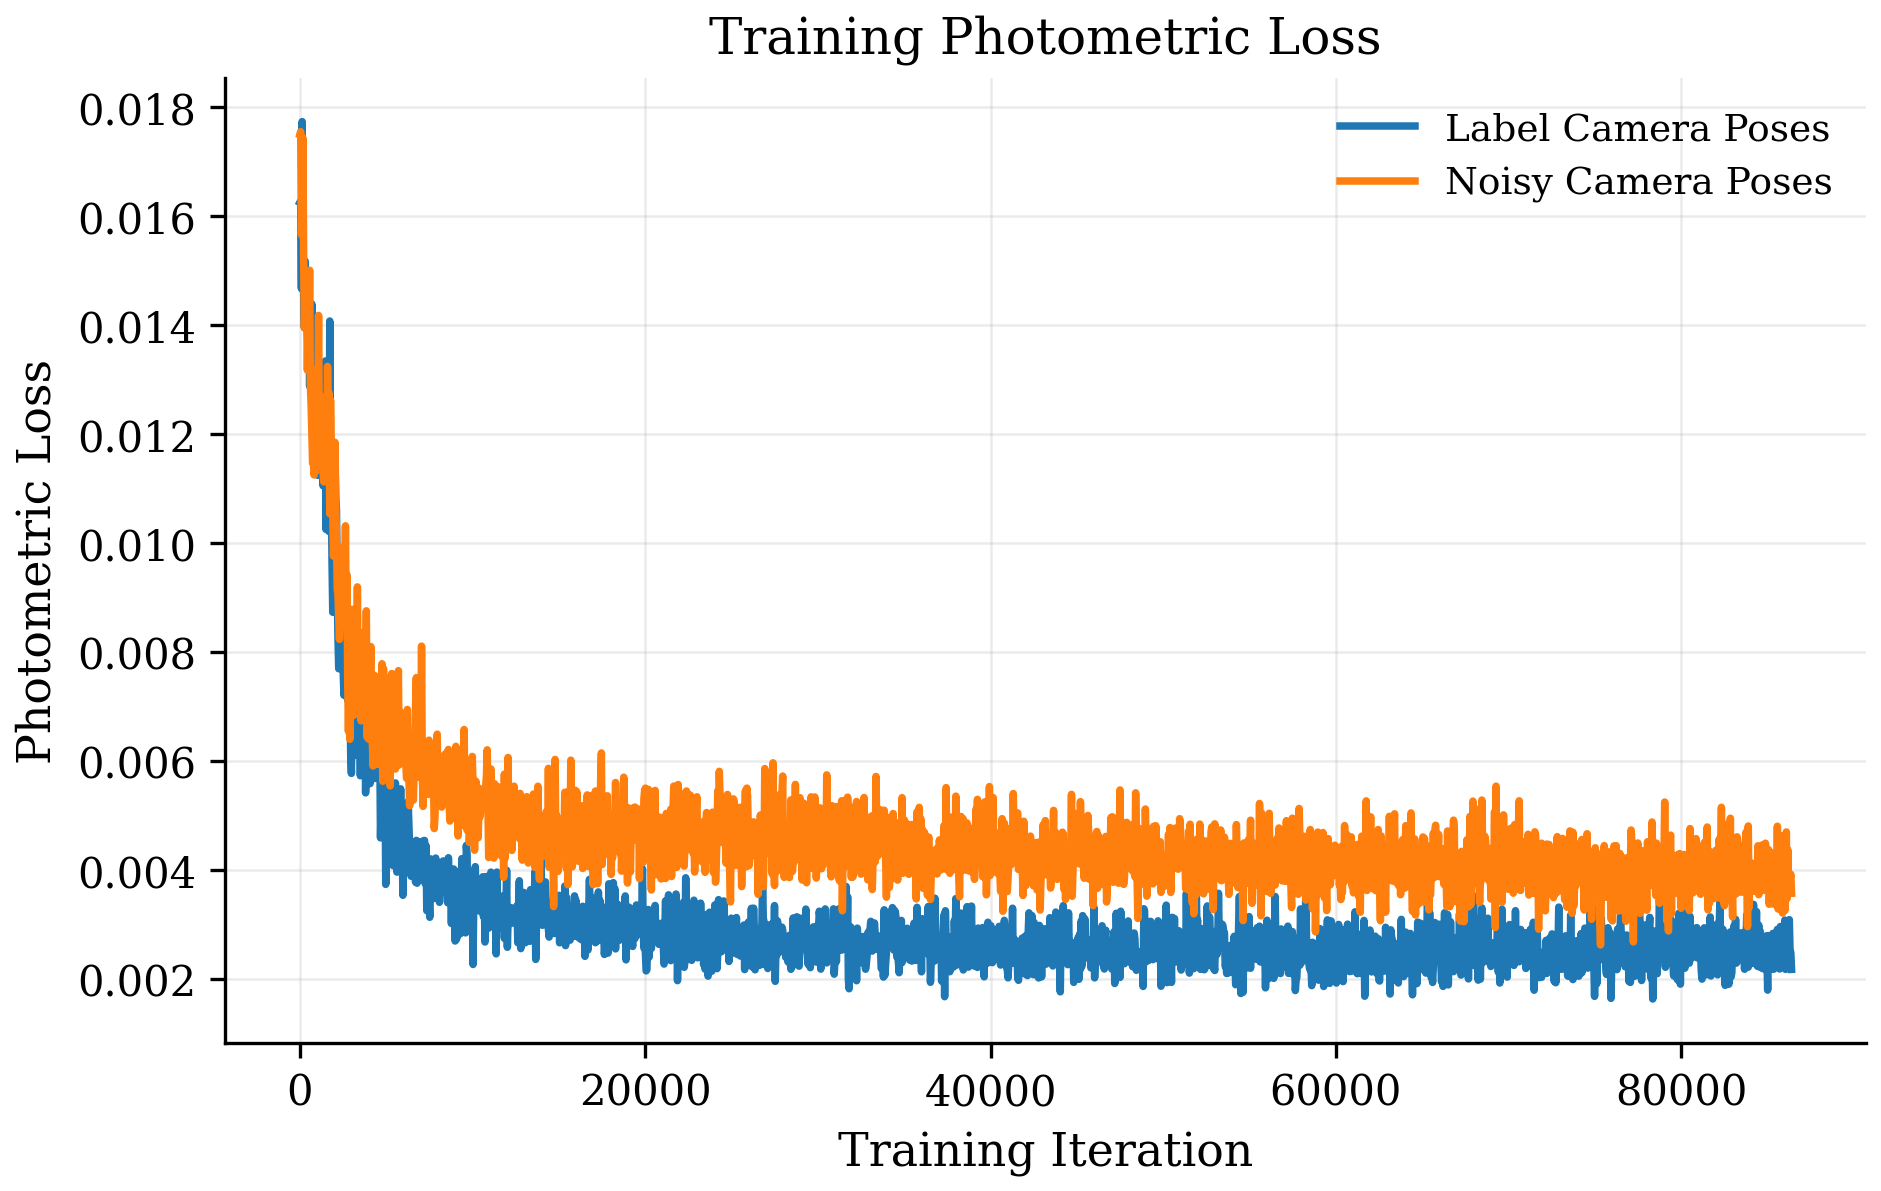 Training Photometric Loss
Label Camera Poses
Noisy Camera Poses
Photometric Loss
0.018
0.016
0.014
0.012
0.010
0.008
0.006
0.004
0.002
0
20000
40000
60000
80000
Training Iteration